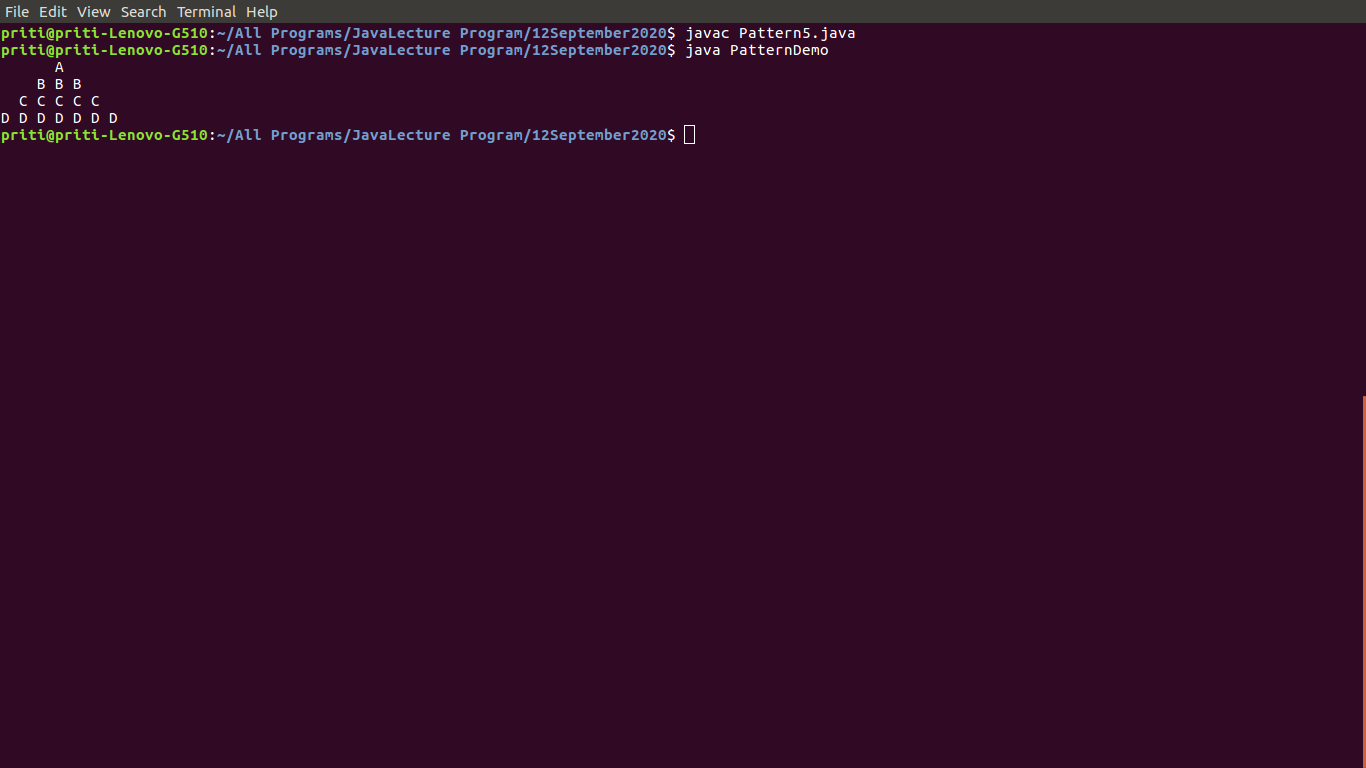 File Edit View Search Terminal Help
priti@priti-Lenovo-G510:~/All Programs/JavaLecture Program/12September2020$ javac Pattern5.java
priti@priti-Lenovo-G510:~/All Programs/JavaLecture Program/12September2020$ java PatternDemo
      A
    B B B
  C C C C C
D D D D D D D
priti@priti-Lenovo-G510:~/All Programs/JavaLecture Program/12September2020$